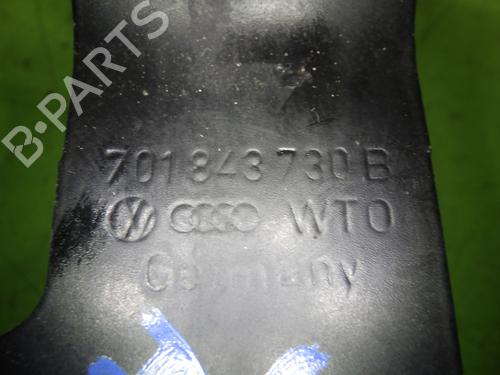 B-PARTS
701 843 730 B
WTO
Germany